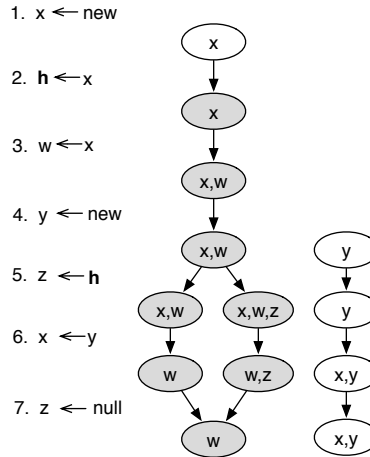 1. x ← new
x
2. h ← x
x
3. w ← x
x,w
4. y ← new
x,w y
5. z ← h
x,w x,w,z y
6. x ← y
w w,z x,y
7. z ← null
w x,y